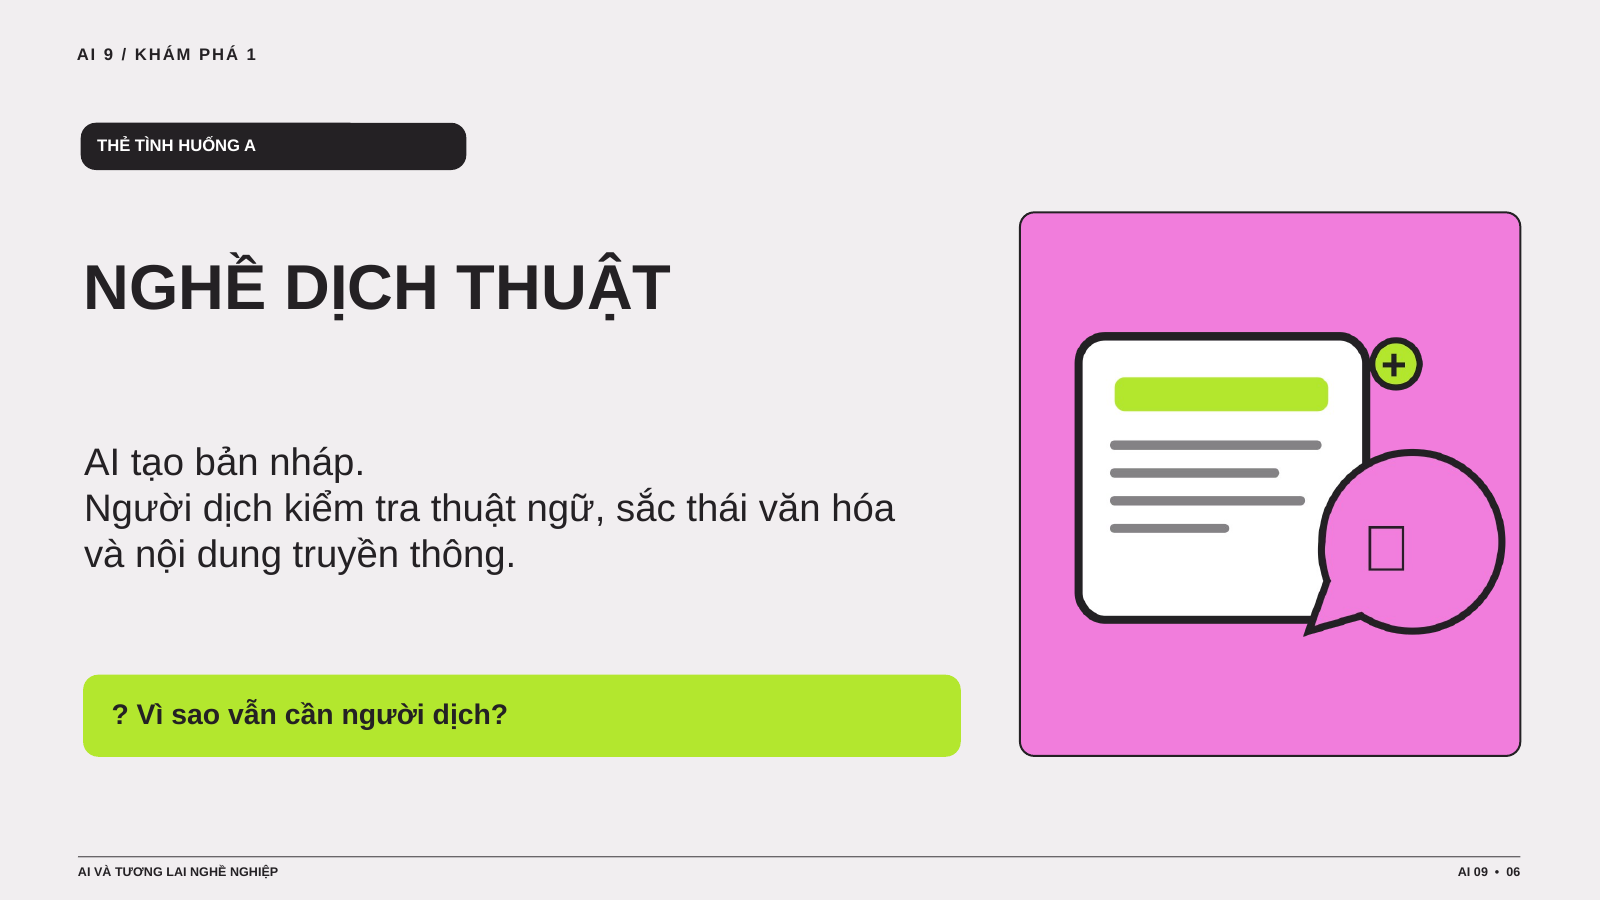 AI 9 / KHÁM PHÁ 1
THẺ TÌNH HUỐNG A
NGHỀ DỊCH THUẬT
AI tạo bản nháp.
Người dịch kiểm tra thuật ngữ, sắc thái văn hóa
và nội dung truyền thông.
? Vì sao vẫn cần người dịch?
AI VÀ TƯƠNG LAI NGHỀ NGHIỆP
AI 09 • 06